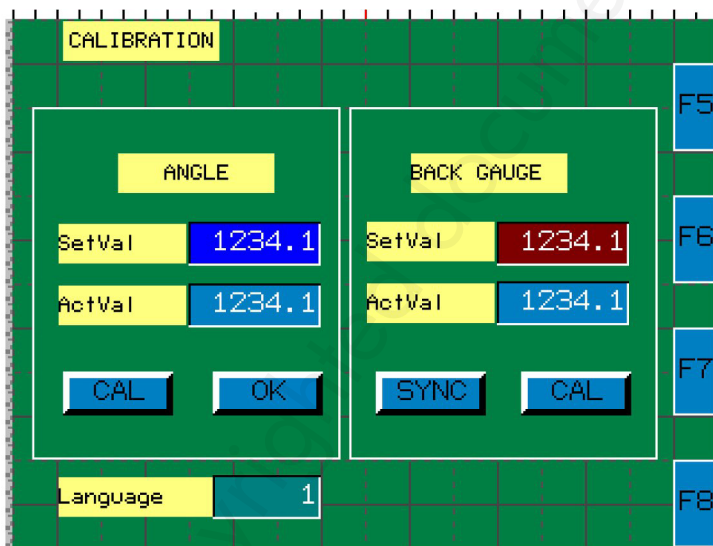 CALIBRATION
F5
ANGLE
BACK GAUGE
SetVal 1234.1
SetVal 1234.1
F6
ActVal 1234.1
ActVal 1234.1
F7
CAL OK
SYNC CAL
Language 1
F8